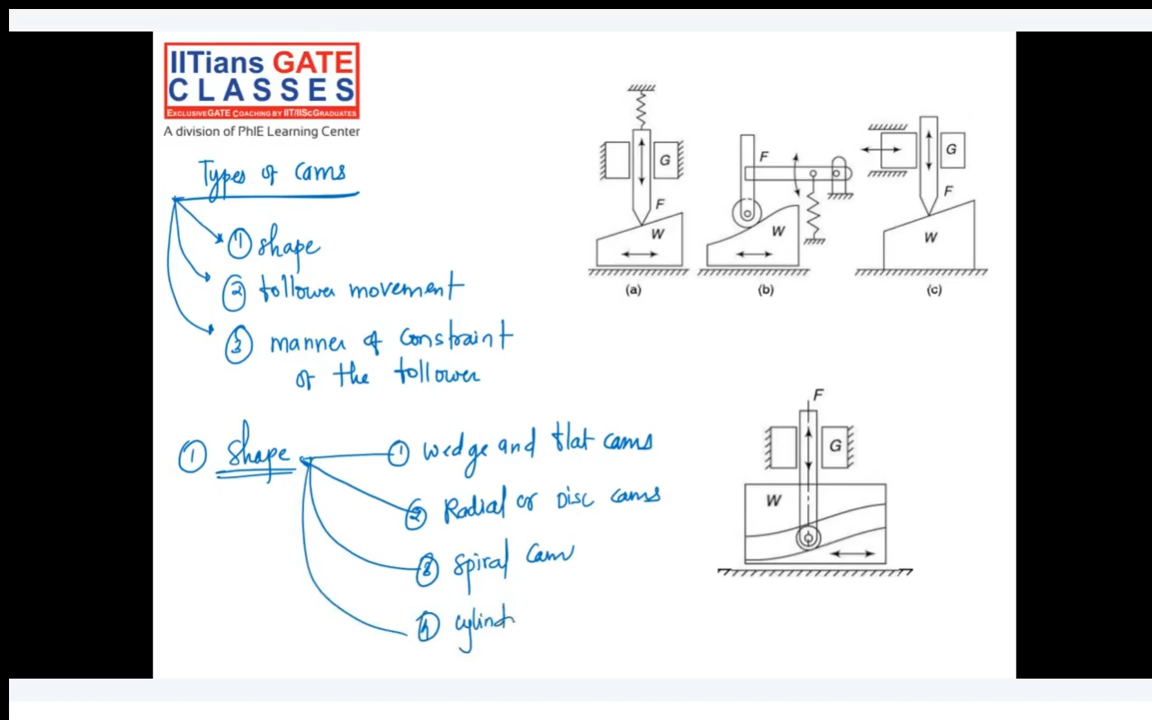 IITians GATE
CLASSES
EXCLUSIVE GATE COACHING BY IIT/IISc GRADUATES
A division of PhIE Learning Center
Types of cams
① shape
② follower movement
③ manner of constraint
of the follower
① shape
① wedge and flat cams
② Radial or Disc cams
③ spiral cam
④ cylind
G
F
W
(a)
F
W
(b)
G
F
W
(c)
F
G
W